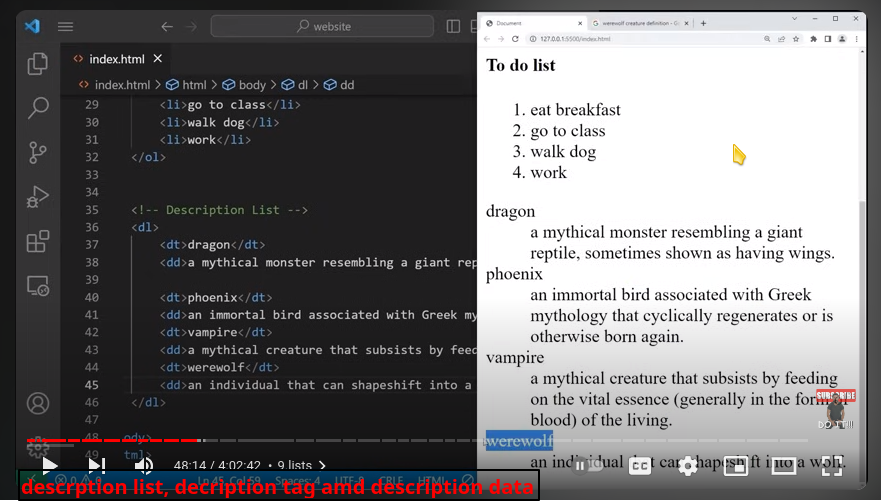 website
Document
werewolf creature definition - G
127.0.0.1:5500/index.html
index.html
index.html > html > body > dl > dd
29 <li>go to class</li>
30 <li>walk dog</li>
31 <li>work</li>
32 </ol>
33
34
35 <!-- Description List -->
36 <dl>
37 <dt>dragon</dt>
38 <dd>a mythical monster resembling a giant rep
39
40 <dt>phoenix</dt>
41 <dd>an immortal bird associated with Greek my
42 <dt>vampire</dt>
43 <dd>a mythical creature that subsists by feed
44 <dt>werewolf</dt>
45 <dd>an individual that can shapeshift into a
46 </dl>
47
48 ody>
49 tml>
To do list
1. eat breakfast
2. go to class
3. walk dog
4. work
dragon
a mythical monster resembling a giant
reptile, sometimes shown as having wings.
phoenix
an immortal bird associated with Greek
mythology that cyclically regenerates or is
otherwise born again.
vampire
a mythical creature that subsists by feeding
on the vital essence (generally in the form of
blood) of the living.
werewolf
an individual that can shapeshift into a wolf.
SUBSCRIBE
DO IT!!!
48:14 / 4:02:42 • 9 lists >
CC
0 0 Ln 45, Col 59 Spaces: 4 UTF-8 CRLF HTML
descrption list, decription tag amd description data